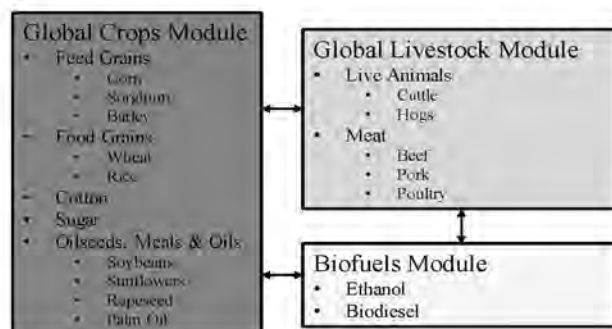 Global Crops Module
• Feed Grains
• Corn
• Sorghum
• Barley
• Food Grains
• Wheat
• Rice
• Cotton
• Sugar
• Oilseeds, Meals & Oils
• Soybeans
• Sunflowers
• Rapeseed
• Palm Oil
Global Livestock Module
• Live Animals
• Cattle
• Hogs
• Meat
• Beef
• Pork
• Poultry
Biofuels Module
• Ethanol
• Biodiesel